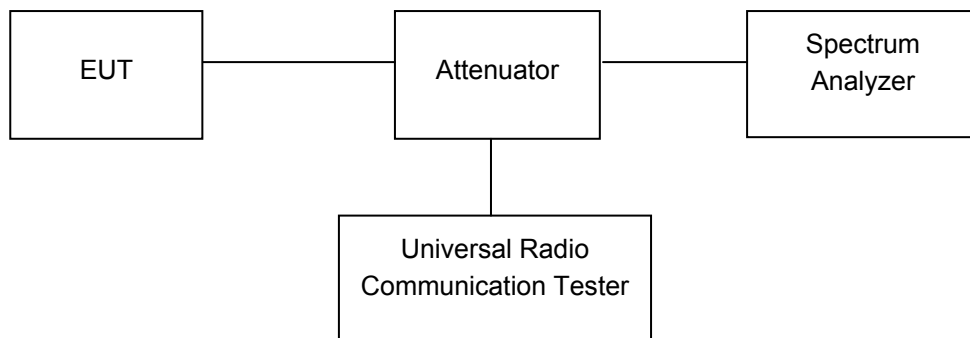 EUT
Attenuator
Spectrum
Analyzer
Universal Radio
Communication Tester